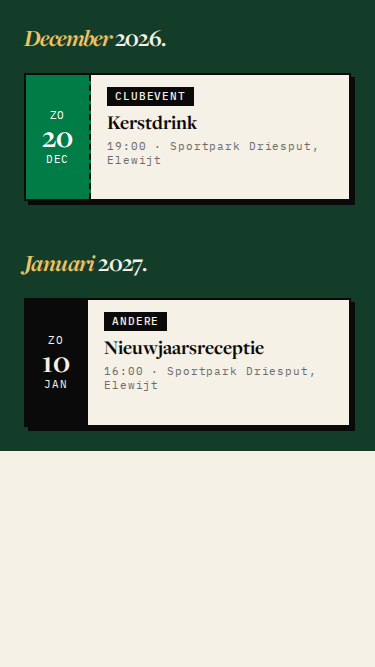 December 2026.
ZO
20
DEC
CLUBEVENT
Kerstdrink
19:00 · Sportpark Driesput,
Elewijt
Januari 2027.
ZO
10
JAN
ANDERE
Nieuwjaarsreceptie
16:00 · Sportpark Driesput,
Elewijt